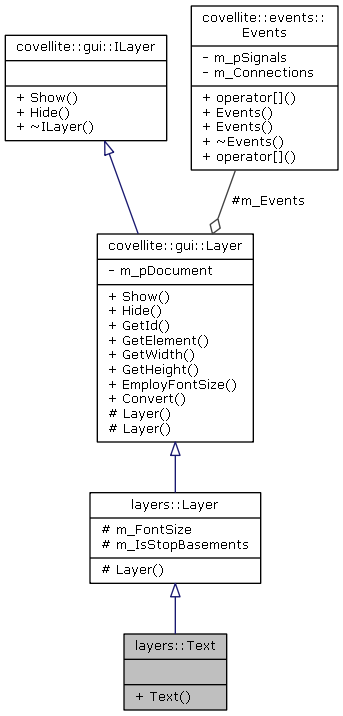 covellite::events::
Events
- m_pSignals
- m_Connections
+ operator[]()
+ Events()
+ Events()
+ ~Events()
+ operator[]()
covellite::gui::ILayer
+ Show()
+ Hide()
+ ~ILayer()
#m_Events
covellite::gui::Layer
- m_pDocument
+ Show()
+ Hide()
+ GetId()
+ GetElement()
+ GetWidth()
+ GetHeight()
+ EmployFontSize()
+ Convert()
# Layer()
# Layer()
layers::Layer
# m_FontSize
# m_IsStopBasements
# Layer()
layers::Text
+ Text()